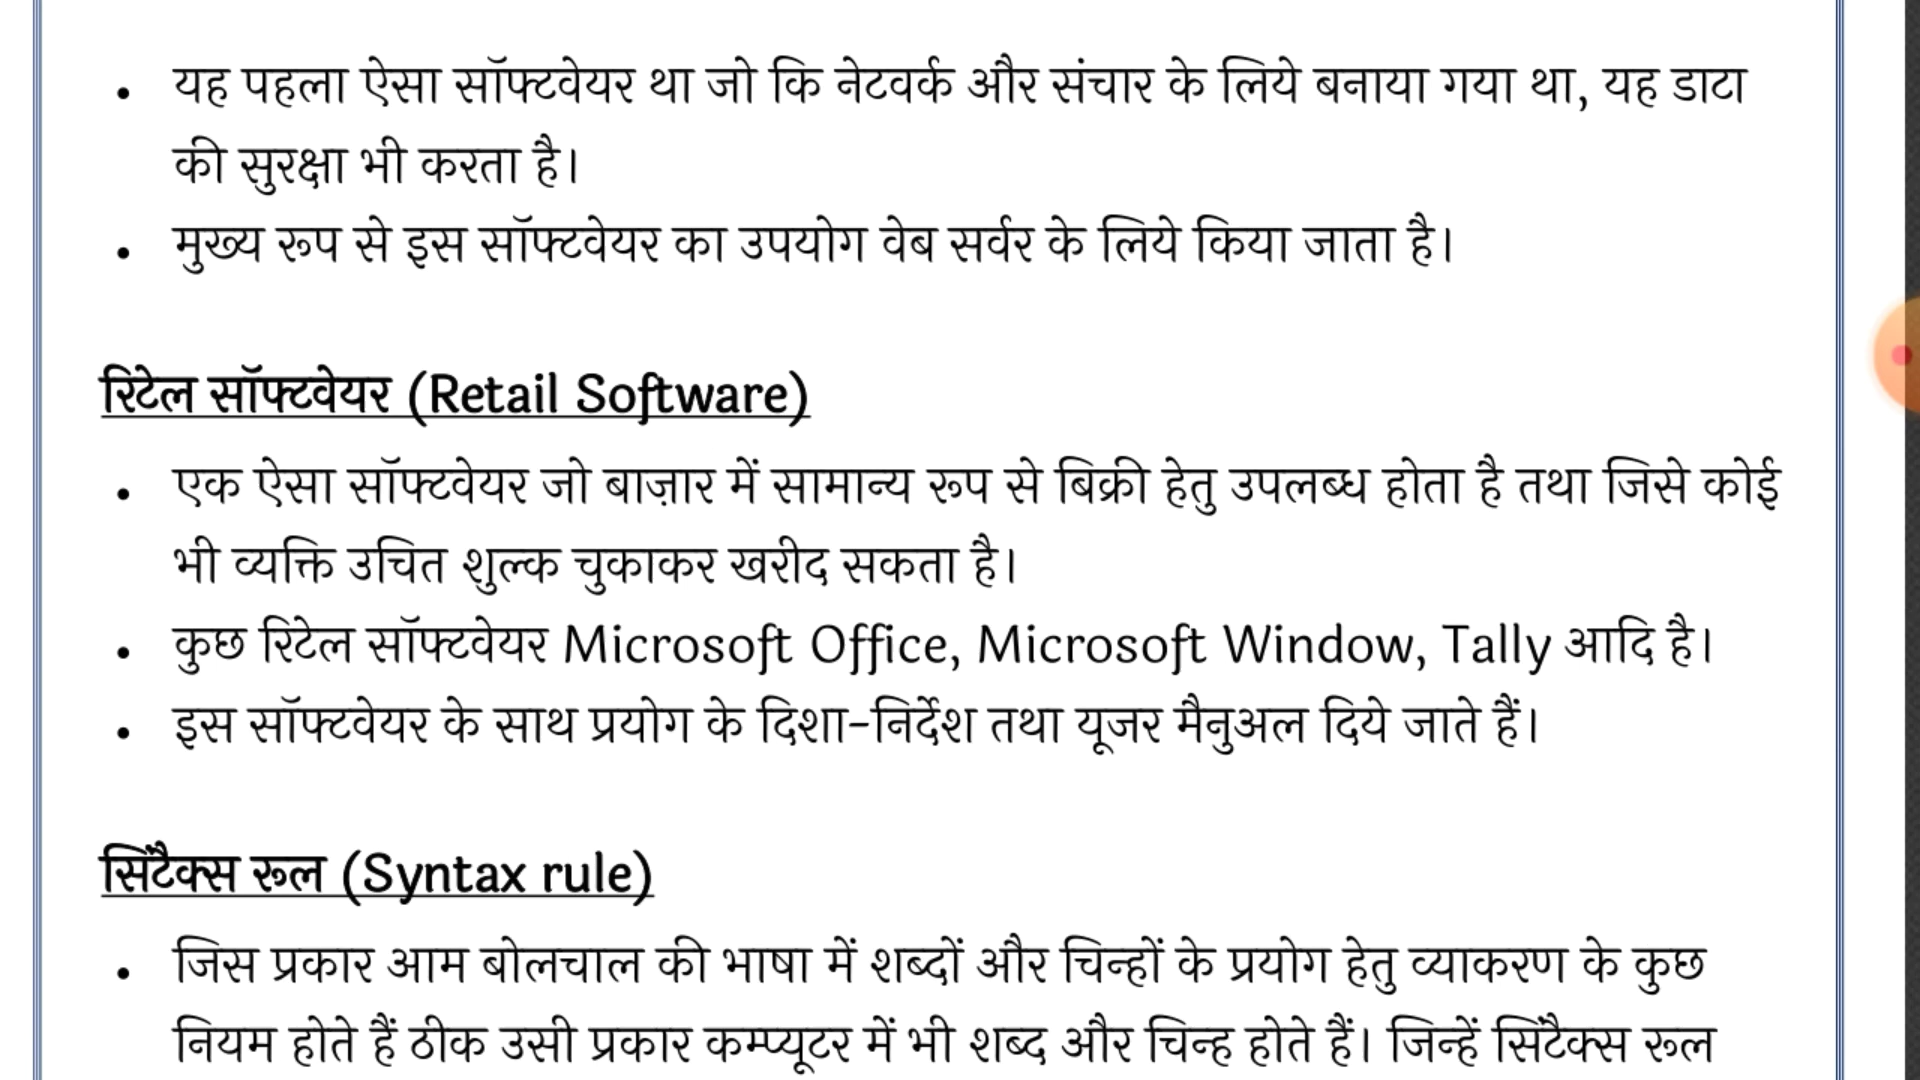 • यह पहला ऐसा सॉफ्टवेयर था जो कि नेटवर्क और संचार के लिये बनाया गया था, यह डाटा
की सुरक्षा भी करता है।
• मुख्य रूप से इस सॉफ्टवेयर का उपयोग वेब सर्वर के लिये किया जाता है।
रिटेल सॉफ्टवेयर (Retail Software)
• एक ऐसा सॉफ्टवेयर जो बाज़ार में सामान्य रूप से बिक्री हेतु उपलब्ध होता है तथा जिसे कोई
भी व्यक्ति उचित शुल्क चुकाकर खरीद सकता है।
• कुछ रिटेल सॉफ्टवेयर Microsoft Office, Microsoft Window, Tally आदि है।
• इस सॉफ्टवेयर के साथ प्रयोग के दिशा-निर्देश तथा यूजर मैनुअल दिये जाते हैं।
सिंटैक्स रूल (Syntax rule)
• जिस प्रकार आम बोलचाल की भाषा में शब्दों और चिन्हों के प्रयोग हेतु व्याकरण के कुछ
नियम होते हैं ठीक उसी प्रकार कम्प्यूटर में भी शब्द और चिन्ह होते हैं। जिन्हें सिंटैक्स रूल